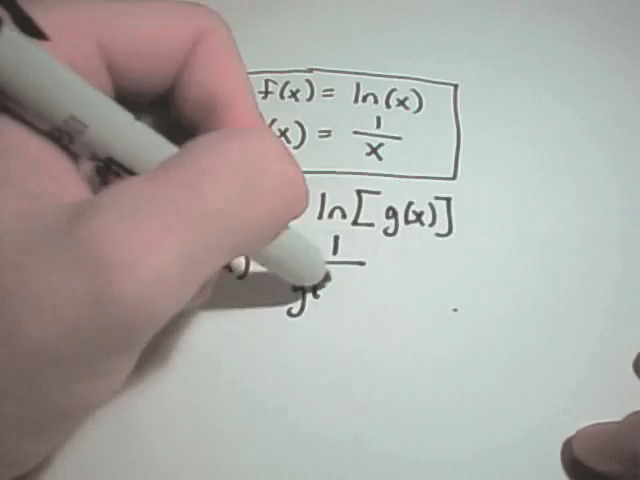 f(x) = ln(x)
(x) = 1/x
ln[g(x)]
x) 1/g(